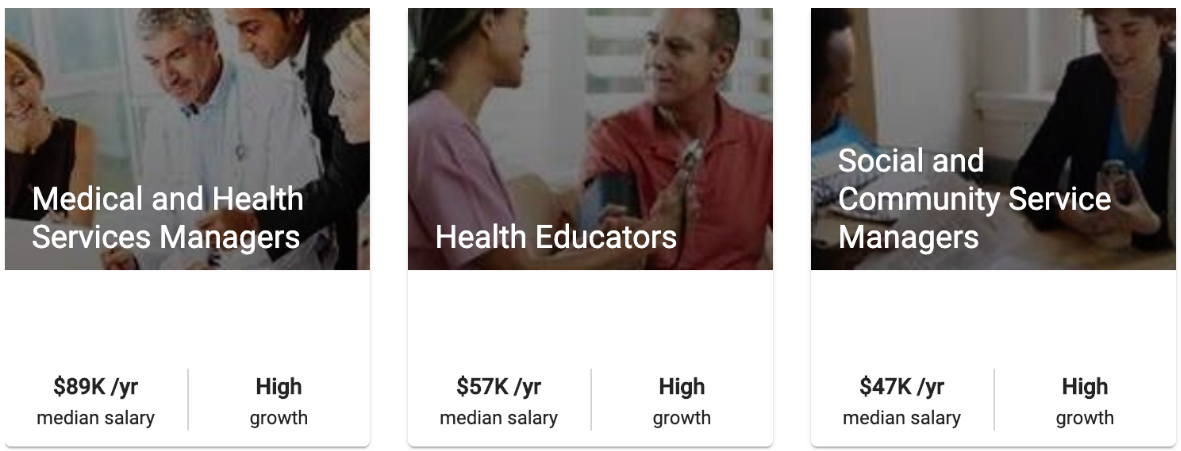 Medical and Health
Services Managers
$89K /yr
median salary
High
growth
Health Educators
$57K /yr
median salary
High
growth
Social and
Community Service
Managers
$47K /yr
median salary
High
growth